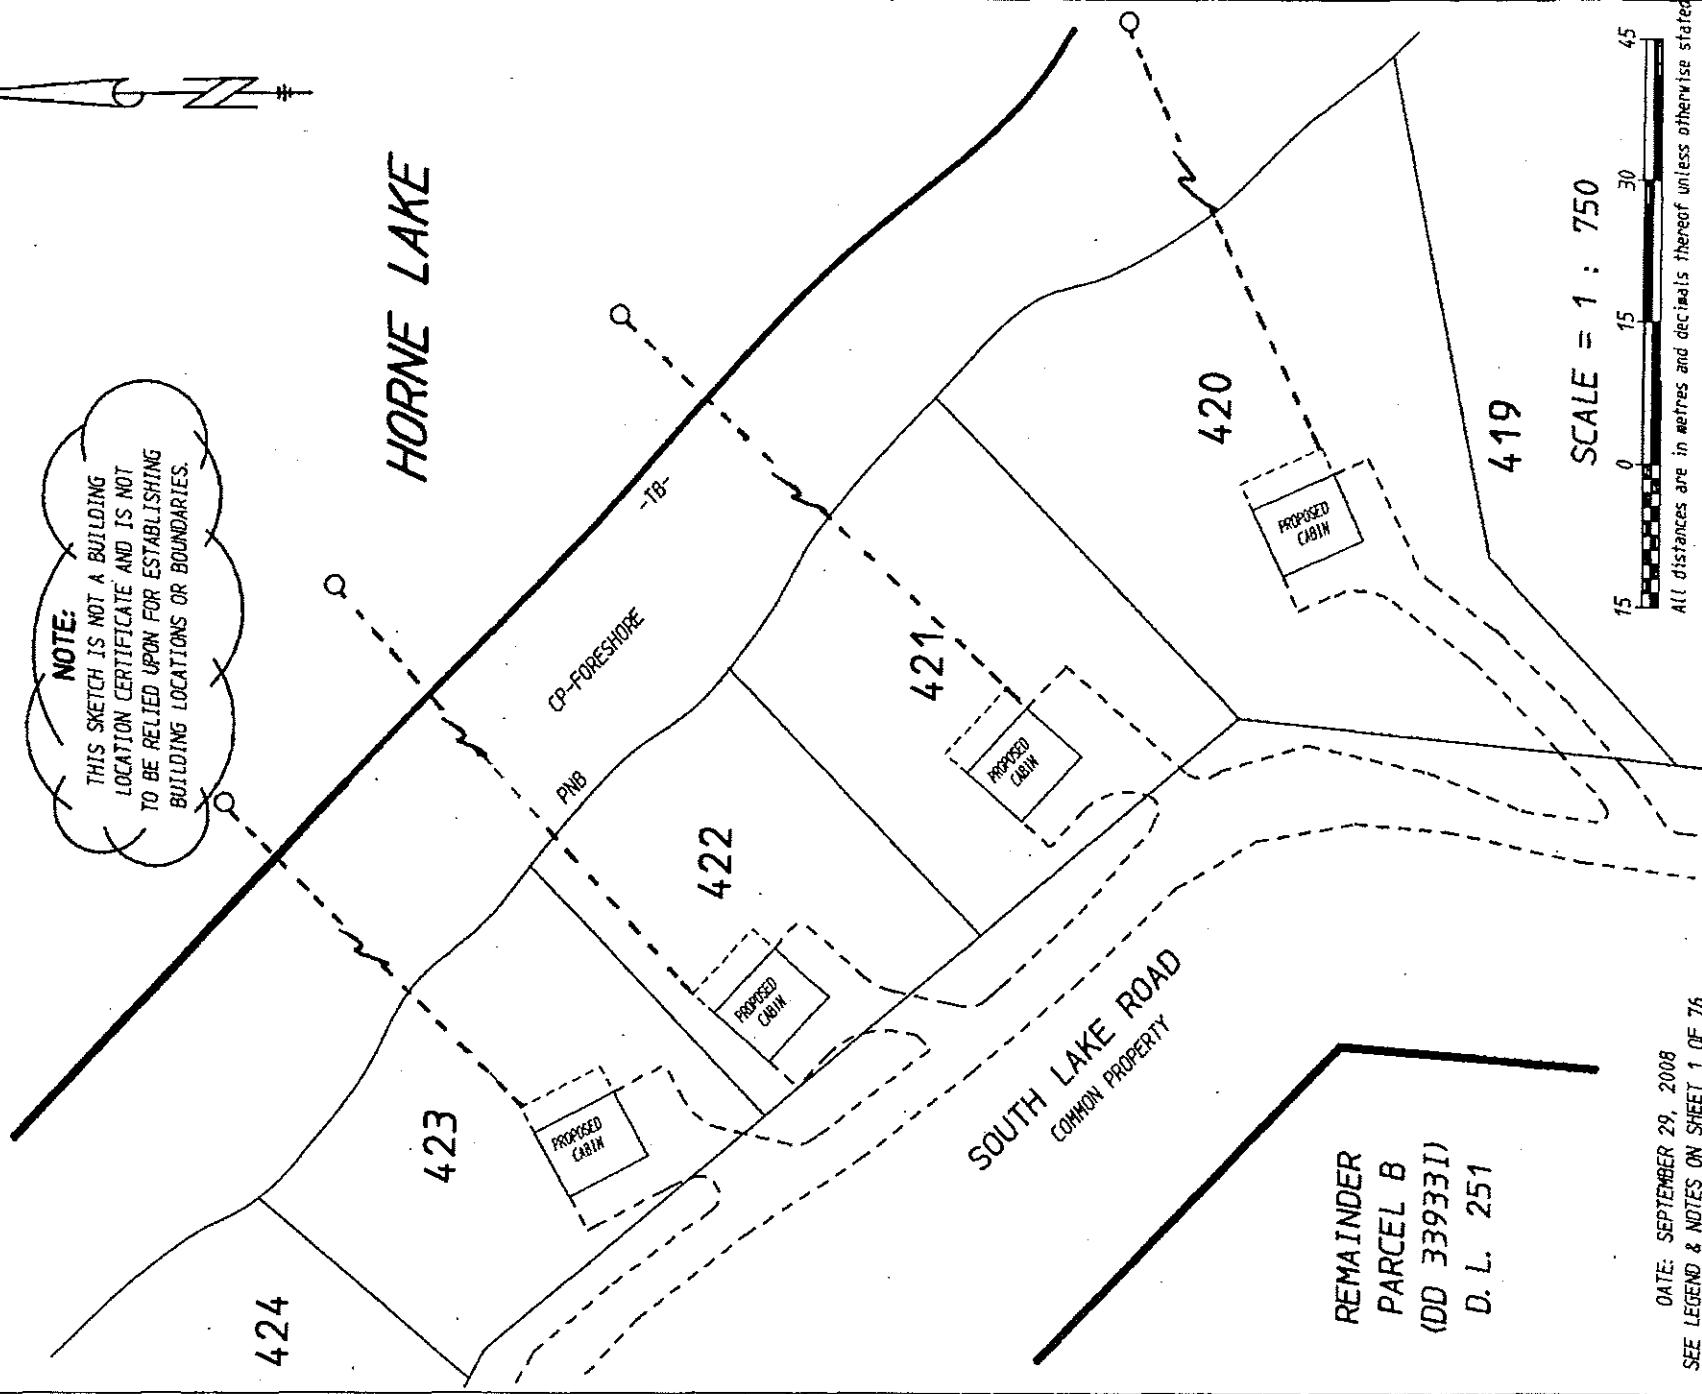 NOTE:
THIS SKETCH IS NOT A BUILDING
LOCATION CERTIFICATE AND IS NOT
TO BE RELIED UPON FOR ESTABLISHING
BUILDING LOCATIONS OR BOUNDARIES.
N
HORNE LAKE
-TB-
CP-FORESHORE
PNB
424
423
PROPOSED
CABIN
422
PROPOSED
CABIN
421
PROPOSED
CABIN
420
PROPOSED
CABIN
419
SOUTH LAKE ROAD
COMMON PROPERTY
REMAINDER
PARCEL B
(DD 33933I)
D. L. 251
SCALE = 1 : 750
15 0 15 30 45
All distances are in metres and decimals thereof unless otherwise stated
DATE: SEPTEMBER 29, 2008
SEE LEGEND & NOTES ON SHEET 1 OF 76